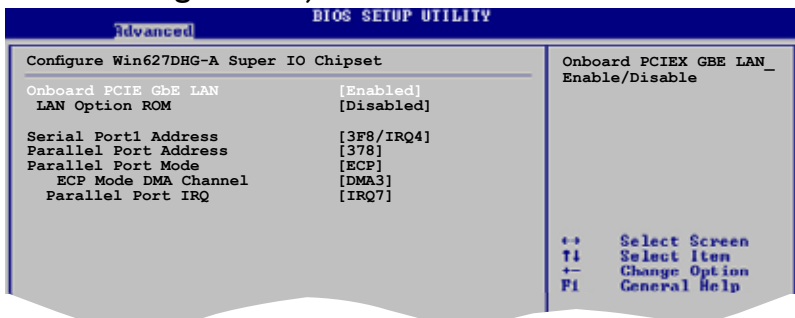 BIOS SETUP UTILITY
Advanced
Configure Win627DHG-A Super IO Chipset
Onboard PCIE GbE LAN [Enabled]
LAN Option ROM [Disabled]
Serial Port1 Address [3F8/IRQ4]
Parallel Port Address [378]
Parallel Port Mode [ECP]
ECP Mode DMA Channel [DMA3]
Parallel Port IRQ [IRQ7]
Onboard PCIEX GBE LAN_
Enable/Disable
↔ Select Screen
↑↓ Select Item
+- Change Option
F1 General Help